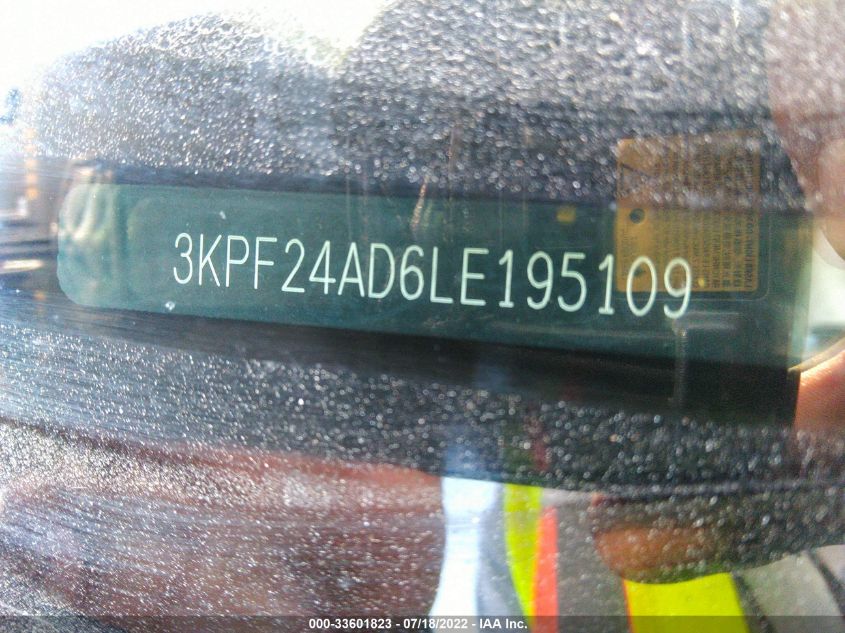 3KPF24AD6LE195109
000-33601823 - 07/18/2022 - IAA Inc.